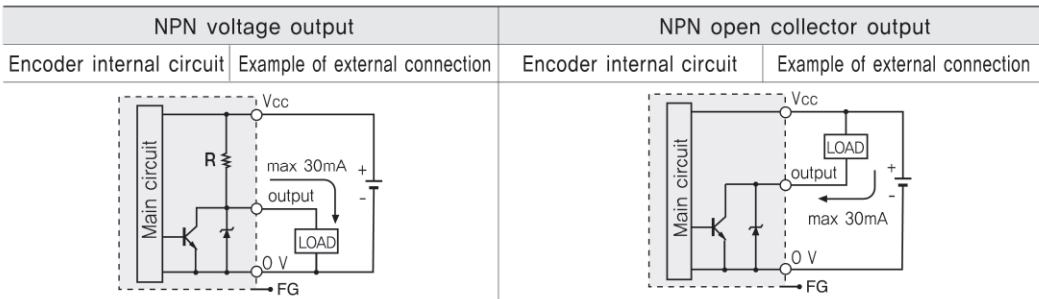 NPN voltage output
NPN open collector output
Encoder internal circuit
Example of external connection
Encoder internal circuit
Example of external connection
Vcc
Main circuit
R
max 30mA
+
-
output
LOAD
0 V
FG
Vcc
Main circuit
LOAD
output
+
-
max 30mA
0 V
FG